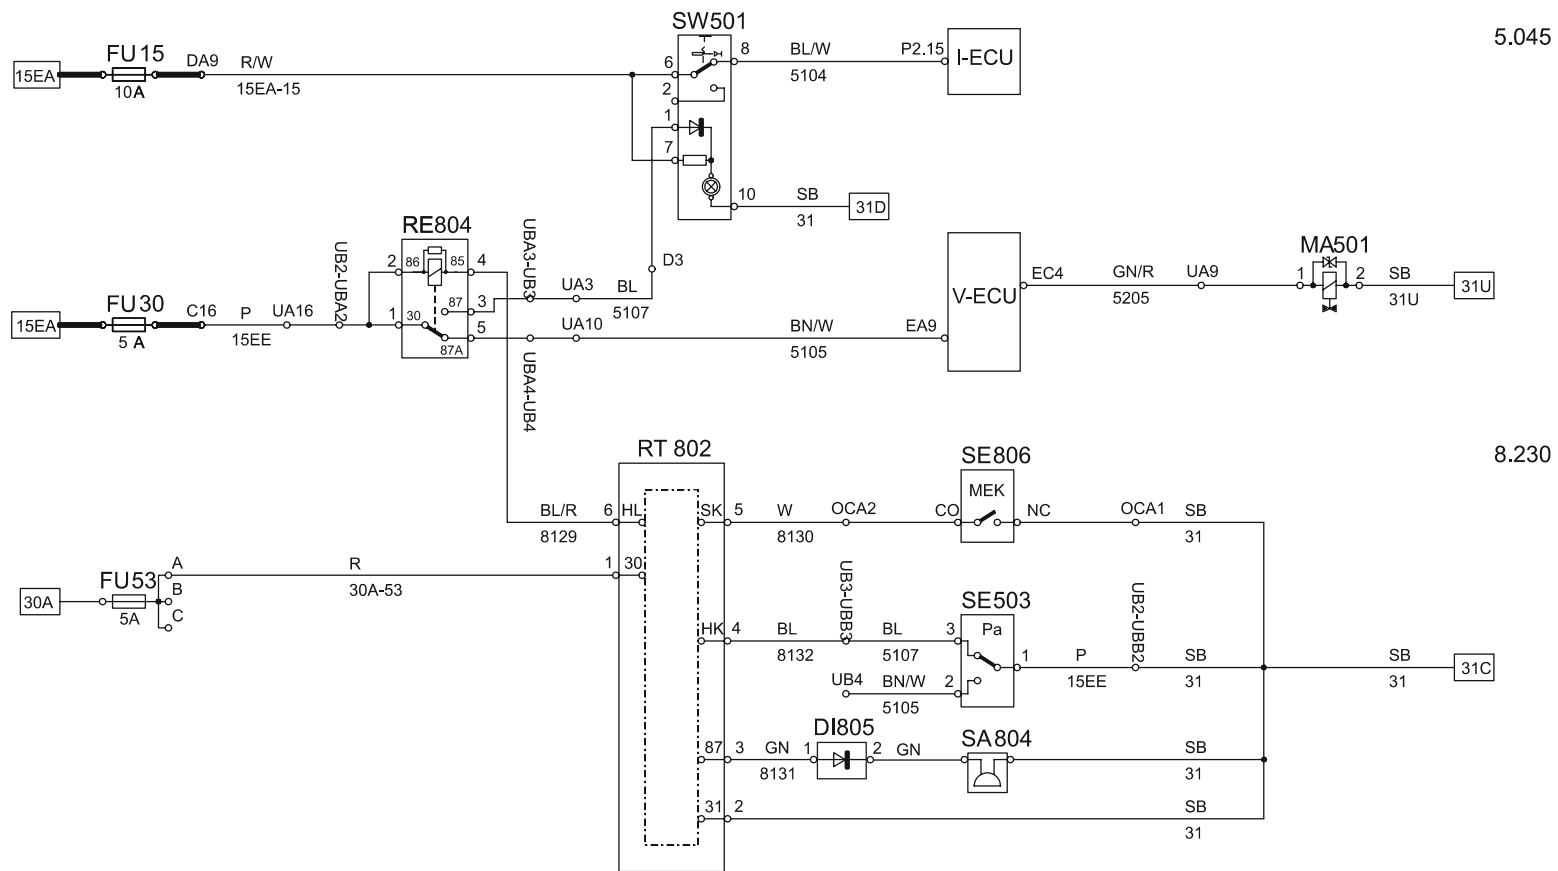 SW501
5.045
FU15
DA9
R/W
6
8
BL/W
P2.15
I-ECU
15EA
10A
15EA-15
2
5104
1
7
10
SB
31D
31
RE804
UB2-UBA2
UBA3-UB3
MA501
2
86
85
4
D3
EC4
GN/R
UA9
1
2
SB
31U
V-ECU
5205
31U
FU30
C16
P
UA16
1
30
87
3
UA3
BL
5107
15EA
5A
15EE
5
UA10
BN/W
EA9
87A
5105
UBA4-UB4
RT 802
SE806
8.230
MEK
BL/R
6
HL
SK
5
W
OCA2
CO
NC
OCA1
SB
8129
8130
31
A
R
1
30
FU53
B
30A
30A-53
5A
C
UB3-UBB3
UB2-UBB2
SE503
HK
4
BL
BL
3
Pa
8132
5107
1
P
SB
SB
31C
UB4
BN/W
2
15EE
31
31
5105
DI805
SA804
87
3
GN
1
2
GN
SB
8131
31
31
2
SB
31